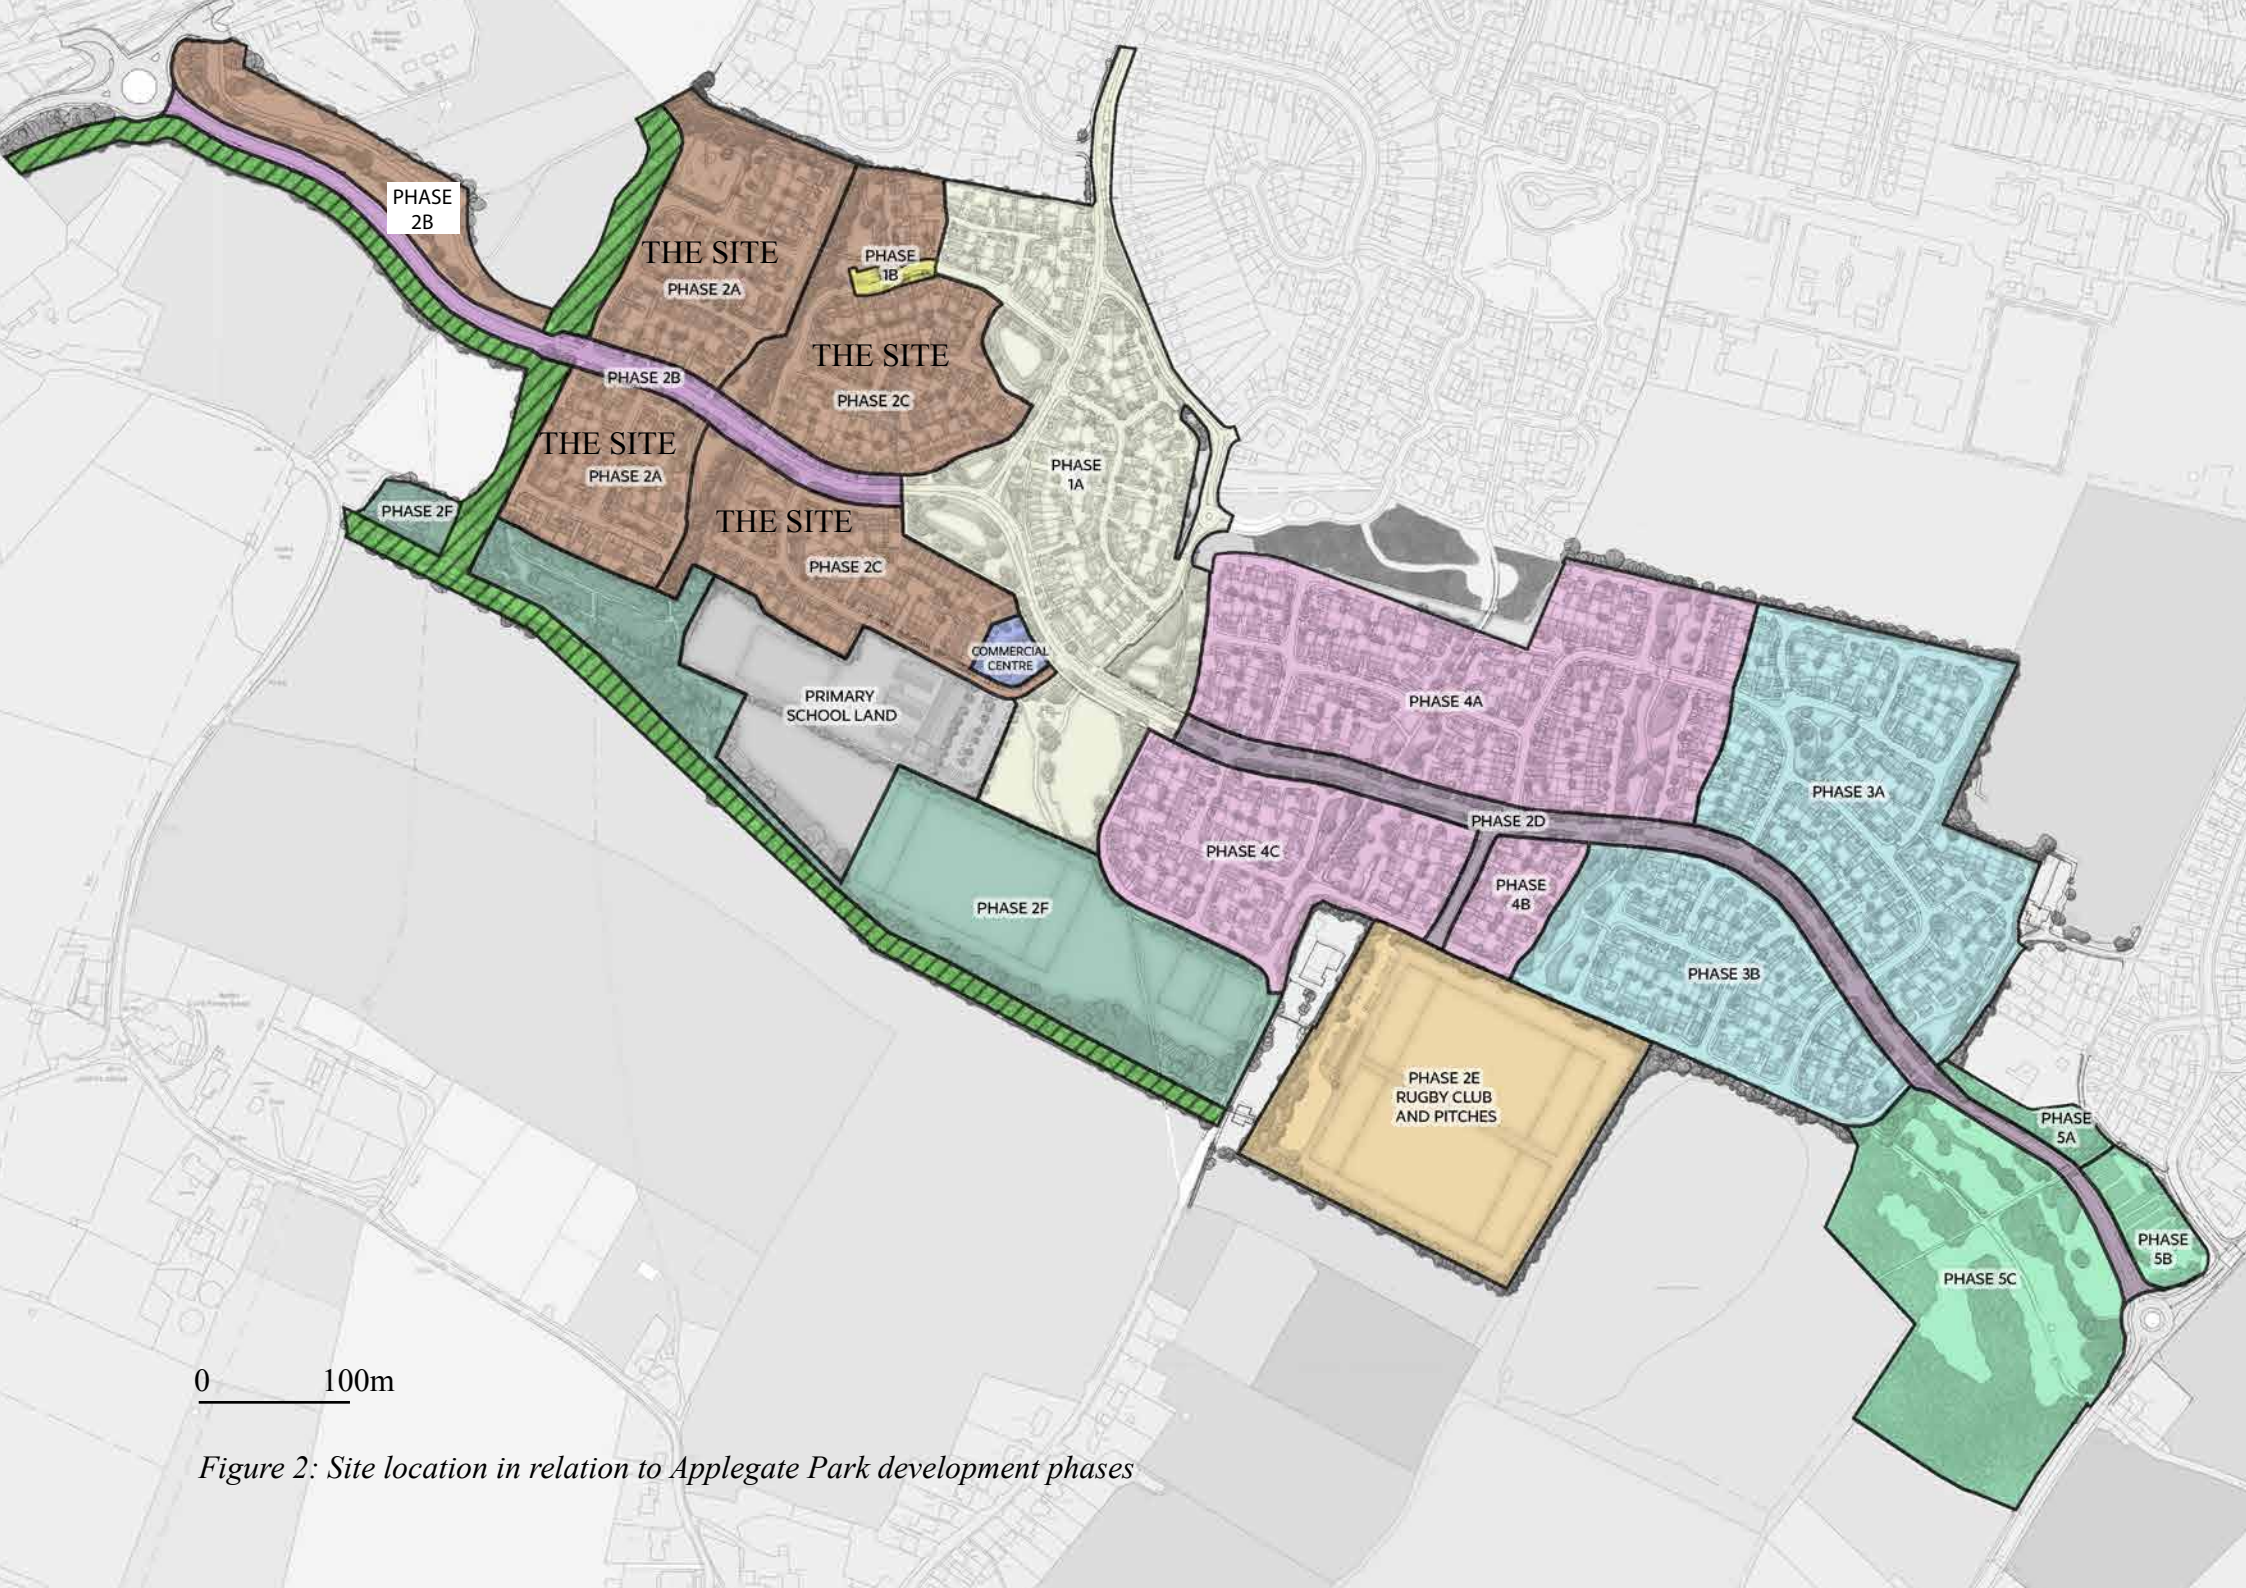 PHASE
2B
THE SITE
PHASE 2A
PHASE
1B
THE SITE
PHASE 2C
PHASE 2B
THE SITE
PHASE 2A
PHASE
1A
PHASE 2F
THE SITE
PHASE 2C
COMMERCIAL
CENTRE
PRIMARY
SCHOOL LAND
PHASE 4A
PHASE 3A
PHASE 2D
PHASE 4C
PHASE
4B
PHASE 2F
PHASE 3B
PHASE 2E
RUGBY CLUB
AND PITCHES
PHASE
5A
PHASE
5B
PHASE 5C
0 100m
Figure 2: Site location in relation to Applegate Park development phases